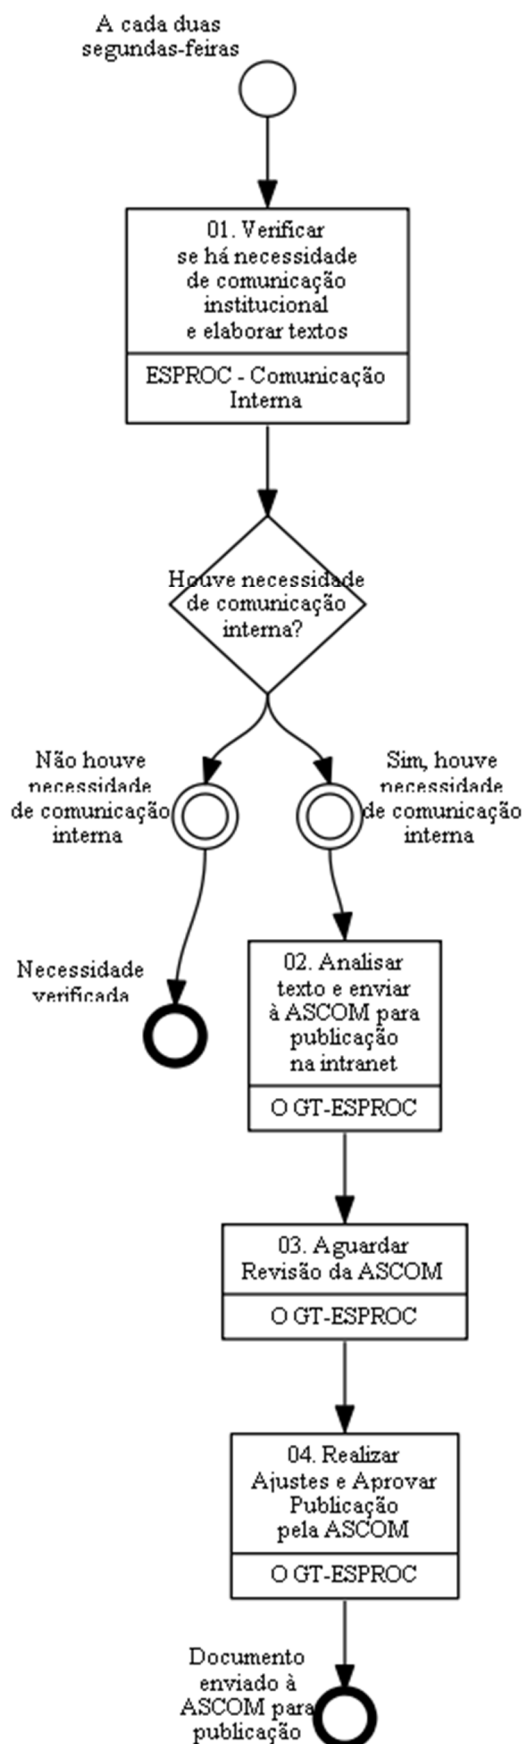 A cada duas
segundas-feiras
01. Verificar
se há necessidade
de comunicação
institucional
e elaborar textos
ESPROC - Comunicação
Interna
Houve necessidade
de comunicação
interna?
Não houve
necessidade
de comunicação
interna
Sim, houve
necessidade
de comunicação
interna
Necessidade
verificada
02. Analisar
texto e enviar
à ASCOM para
publicação
na intranet
O GT-ESPROC
03. Aguardar
Revisão da ASCOM
O GT-ESPROC
04. Realizar
Ajustes e Aprovar
Publicação
pela ASCOM
O GT-ESPROC
Documento
enviado à
ASCOM para
publicação